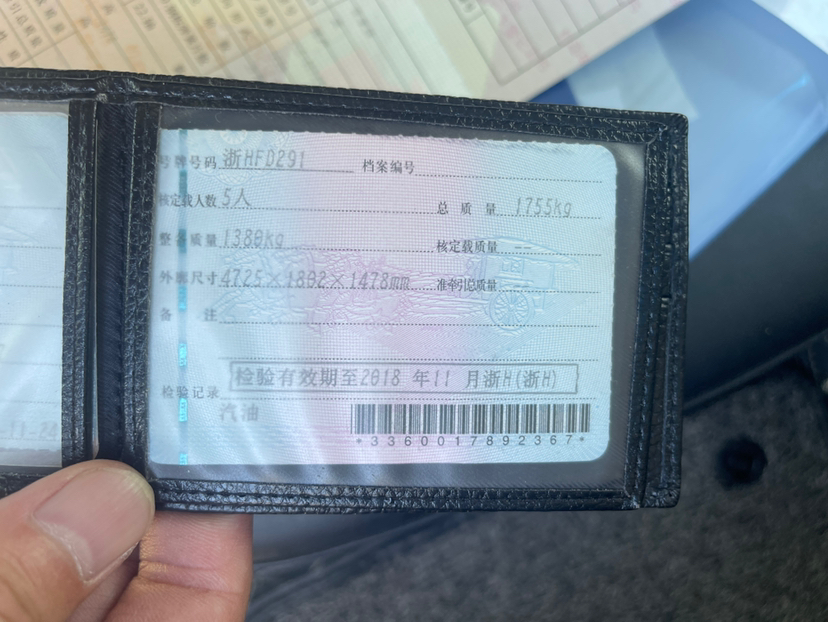 号牌号码 浙HFD291 档案编号
核定载人数 5人 总质量 1755kg
整备质量 1380kg 核定载质量 --
外廓尺寸 4725×1802×1478mm 准牵引总质量
备注
检验有效期至2018年11月浙H(浙H)
检验记录
汽油
*3360017892367*